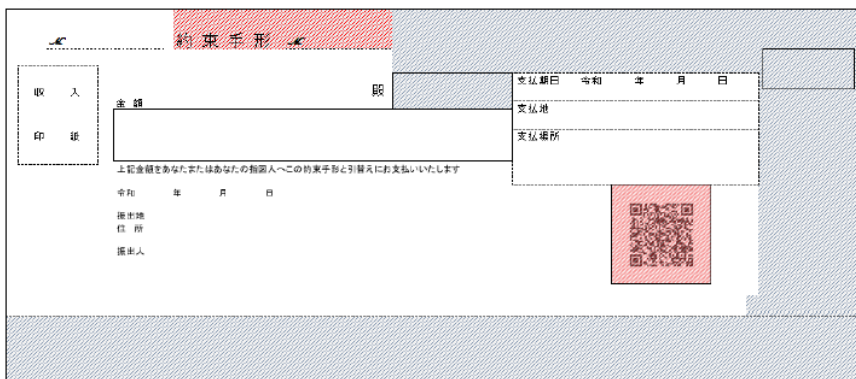 約束手形
収入
印紙
殿
金額
支払期日 令和 年 月 日
支払地
支払場所
上記金額をあなたまたはあなたの指図人へこの約束手形と引替えにお支払いいたします
令和 年 月 日
振出地
住所
振出人